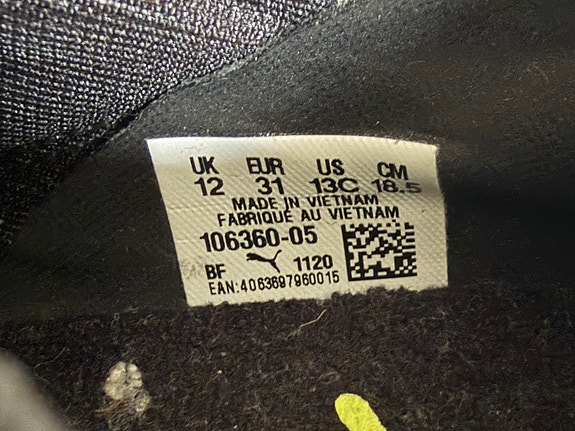 UK EUR US CM
12 31 13C 18.5
MADE IN VIETNAM
FABRIQUÉ AU VIETNAM
106360-05
BF 1120
EAN:4063697960015